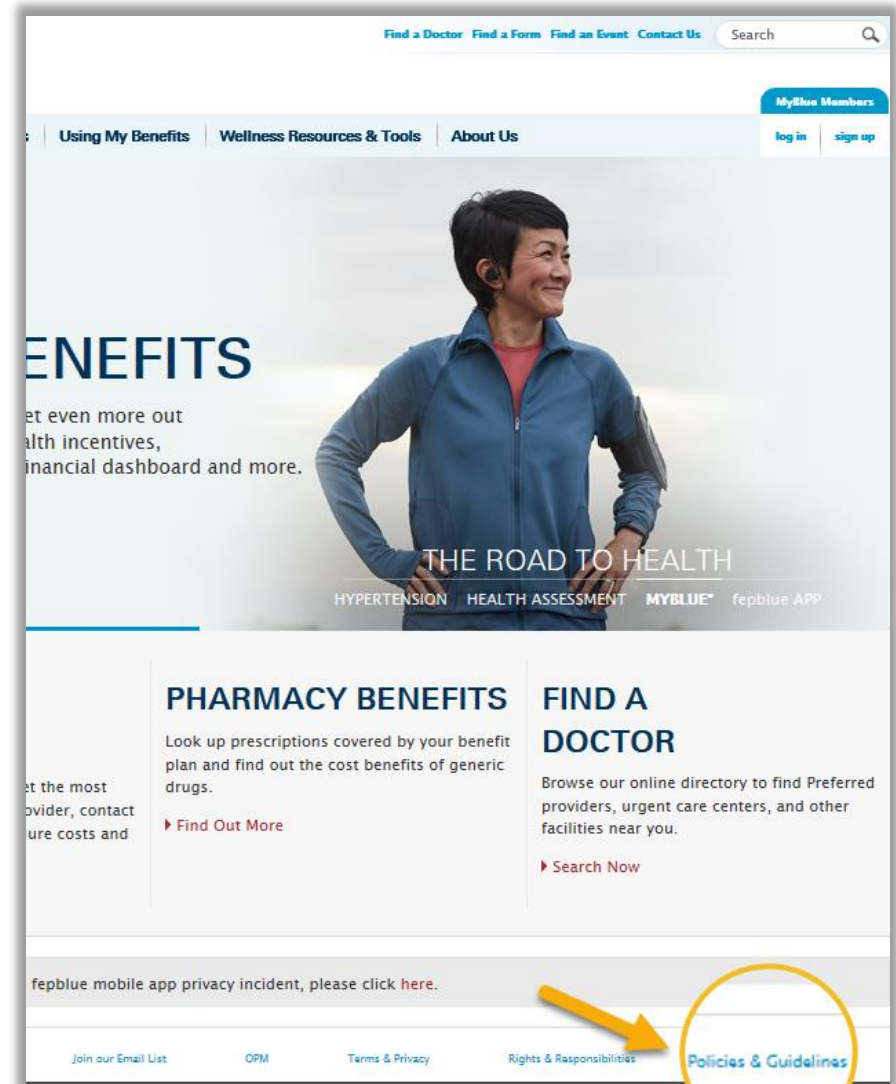 Find a Doctor Find a Form Find an Event Contact Us Search
MyBlue Members
Using My Benefits Wellness Resources & Tools About Us log in sign up
ENEFITS
et even more out
alth incentives,
inancial dashboard and more.
THE ROAD TO HEALTH
HYPERTENSION HEALTH ASSESSMENT MYBLUE® fepblue APP
PHARMACY BENEFITS
Look up prescriptions covered by your benefit
plan and find out the cost benefits of generic
drugs.
Find Out More
FIND A
DOCTOR
Browse our online directory to find Preferred
providers, urgent care centers, and other
facilities near you.
Search Now
et the most
ovider, contact
ure costs and
fepblue mobile app privacy incident, please click here.
Join our Email List OPM Terms & Privacy Rights & Responsibilities Policies & Guidelines